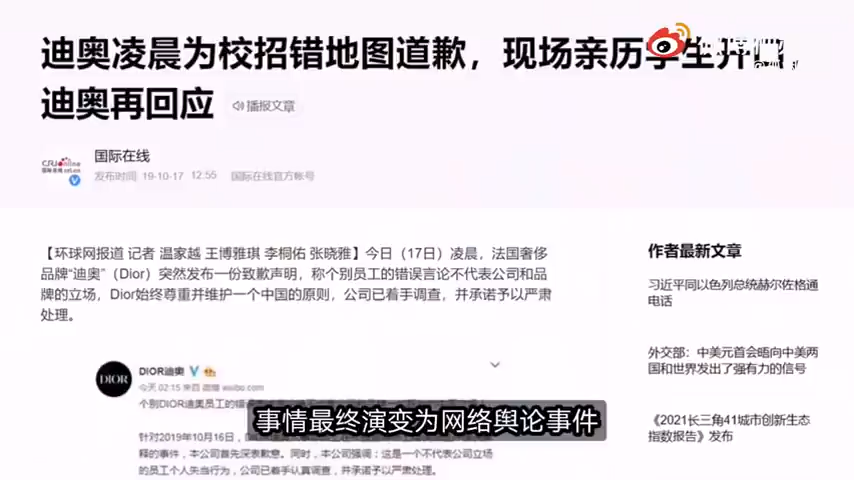 迪奥凌晨为校招错地图道歉，现场亲历学生
迪奥再回应
播报文章
国际在线
发布时间 19-10-17 12:55 国际在线官方帐号
【环球网报道 记者 温家越 王博雅琪 李桐佑 张晓雅】今日（17日）凌晨，法国奢侈
品牌“迪奥”（Dior）突然发布一份致歉声明，称个别员工的错误言论不代表公司和品
牌的立场，Dior始终尊重并维护一个中国的原则，公司已着手调查，并承诺予以严肃
处理。
作者最新文章
习近平同以色列总统赫尔佐格通
电话
外交部：中美元首会晤向中美两
国和世界发出了强有力的信号
《2021长三角41城市创新生态
指数报告》发布
DIOR
DIOR迪奥
今天 02:15 来自 微博 weibo.com
个别DIOR迪奥员工的错误
事情最终演变为网络舆论事件
针对2019年10月16日，D
释的事件，本公司首先深表歉意。同时，本公司强调：这是一个不代表公司立场
的员工个人失当行为，公司已着手认真调查，并承诺予以严肃处理。